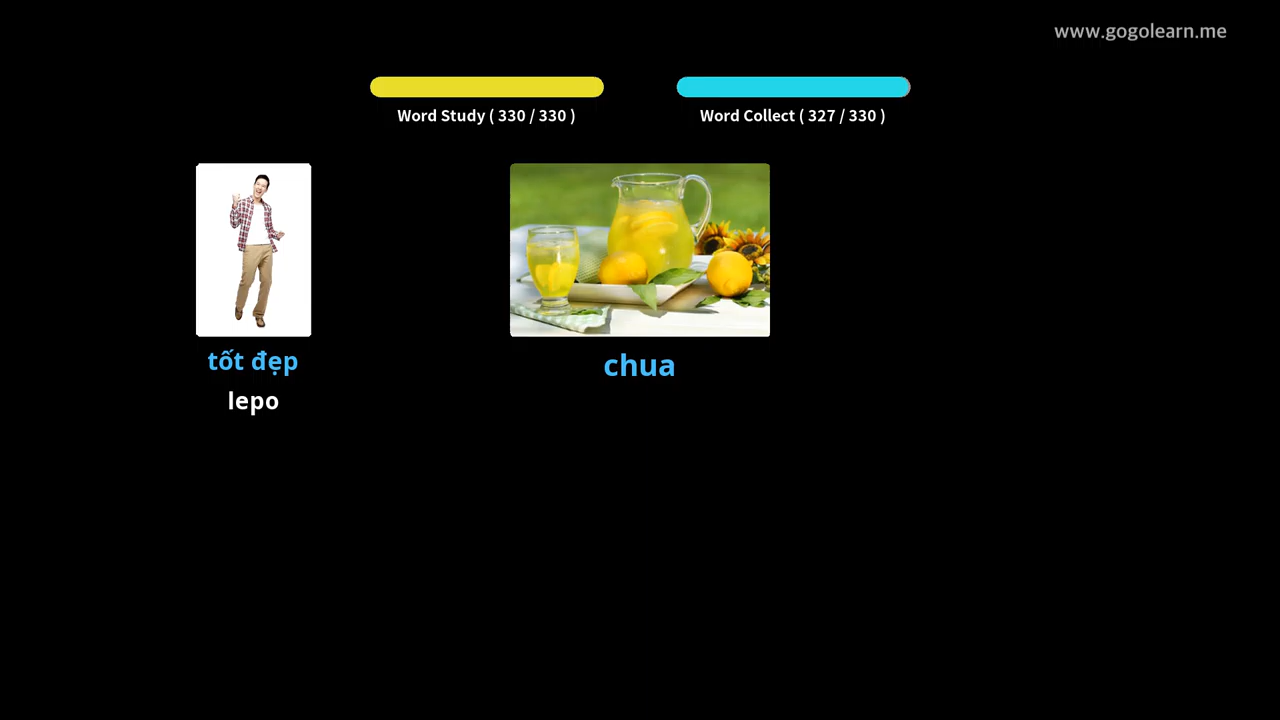 www.gogolearn.me
Word Study ( 330 / 330 )
Word Collect ( 327 / 330 )
tốt đẹp
lepo
chua